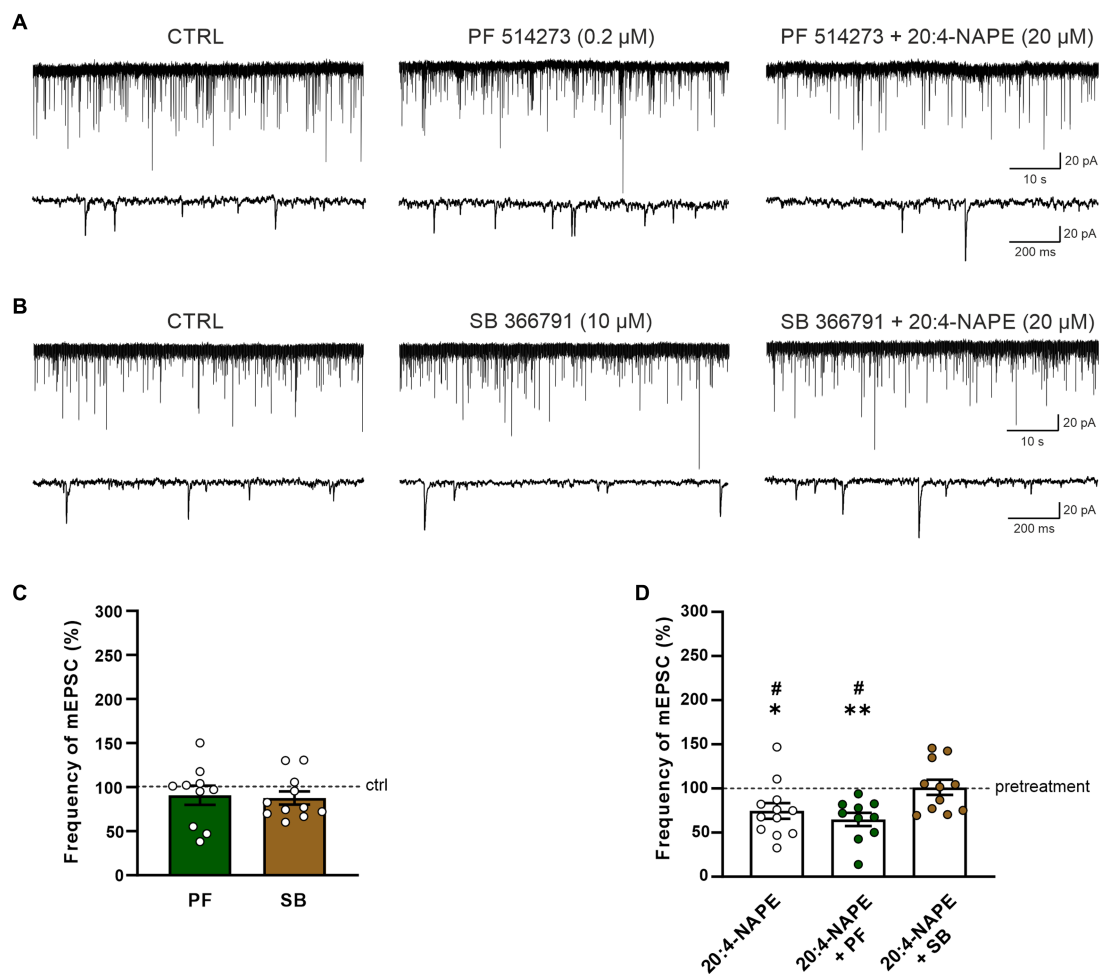 A
CTRL
PF 514273 (0.2 µM)
PF 514273 + 20:4-NAPE (20 µM)
20 pA
10 s
20 pA
200 ms
B
CTRL
SB 366791 (10 µM)
SB 366791 + 20:4-NAPE (20 µM)
20 pA
10 s
20 pA
200 ms
C
Frequency of mEPSC (%)
300
250
200
150
100
50
0
ctrl
PF
SB
D
Frequency of mEPSC (%)
300
250
200
150
100
50
0
#
*
#
**
pretreatment
20:4-NAPE
20:4-NAPE
+ PF
20:4-NAPE
+ SB